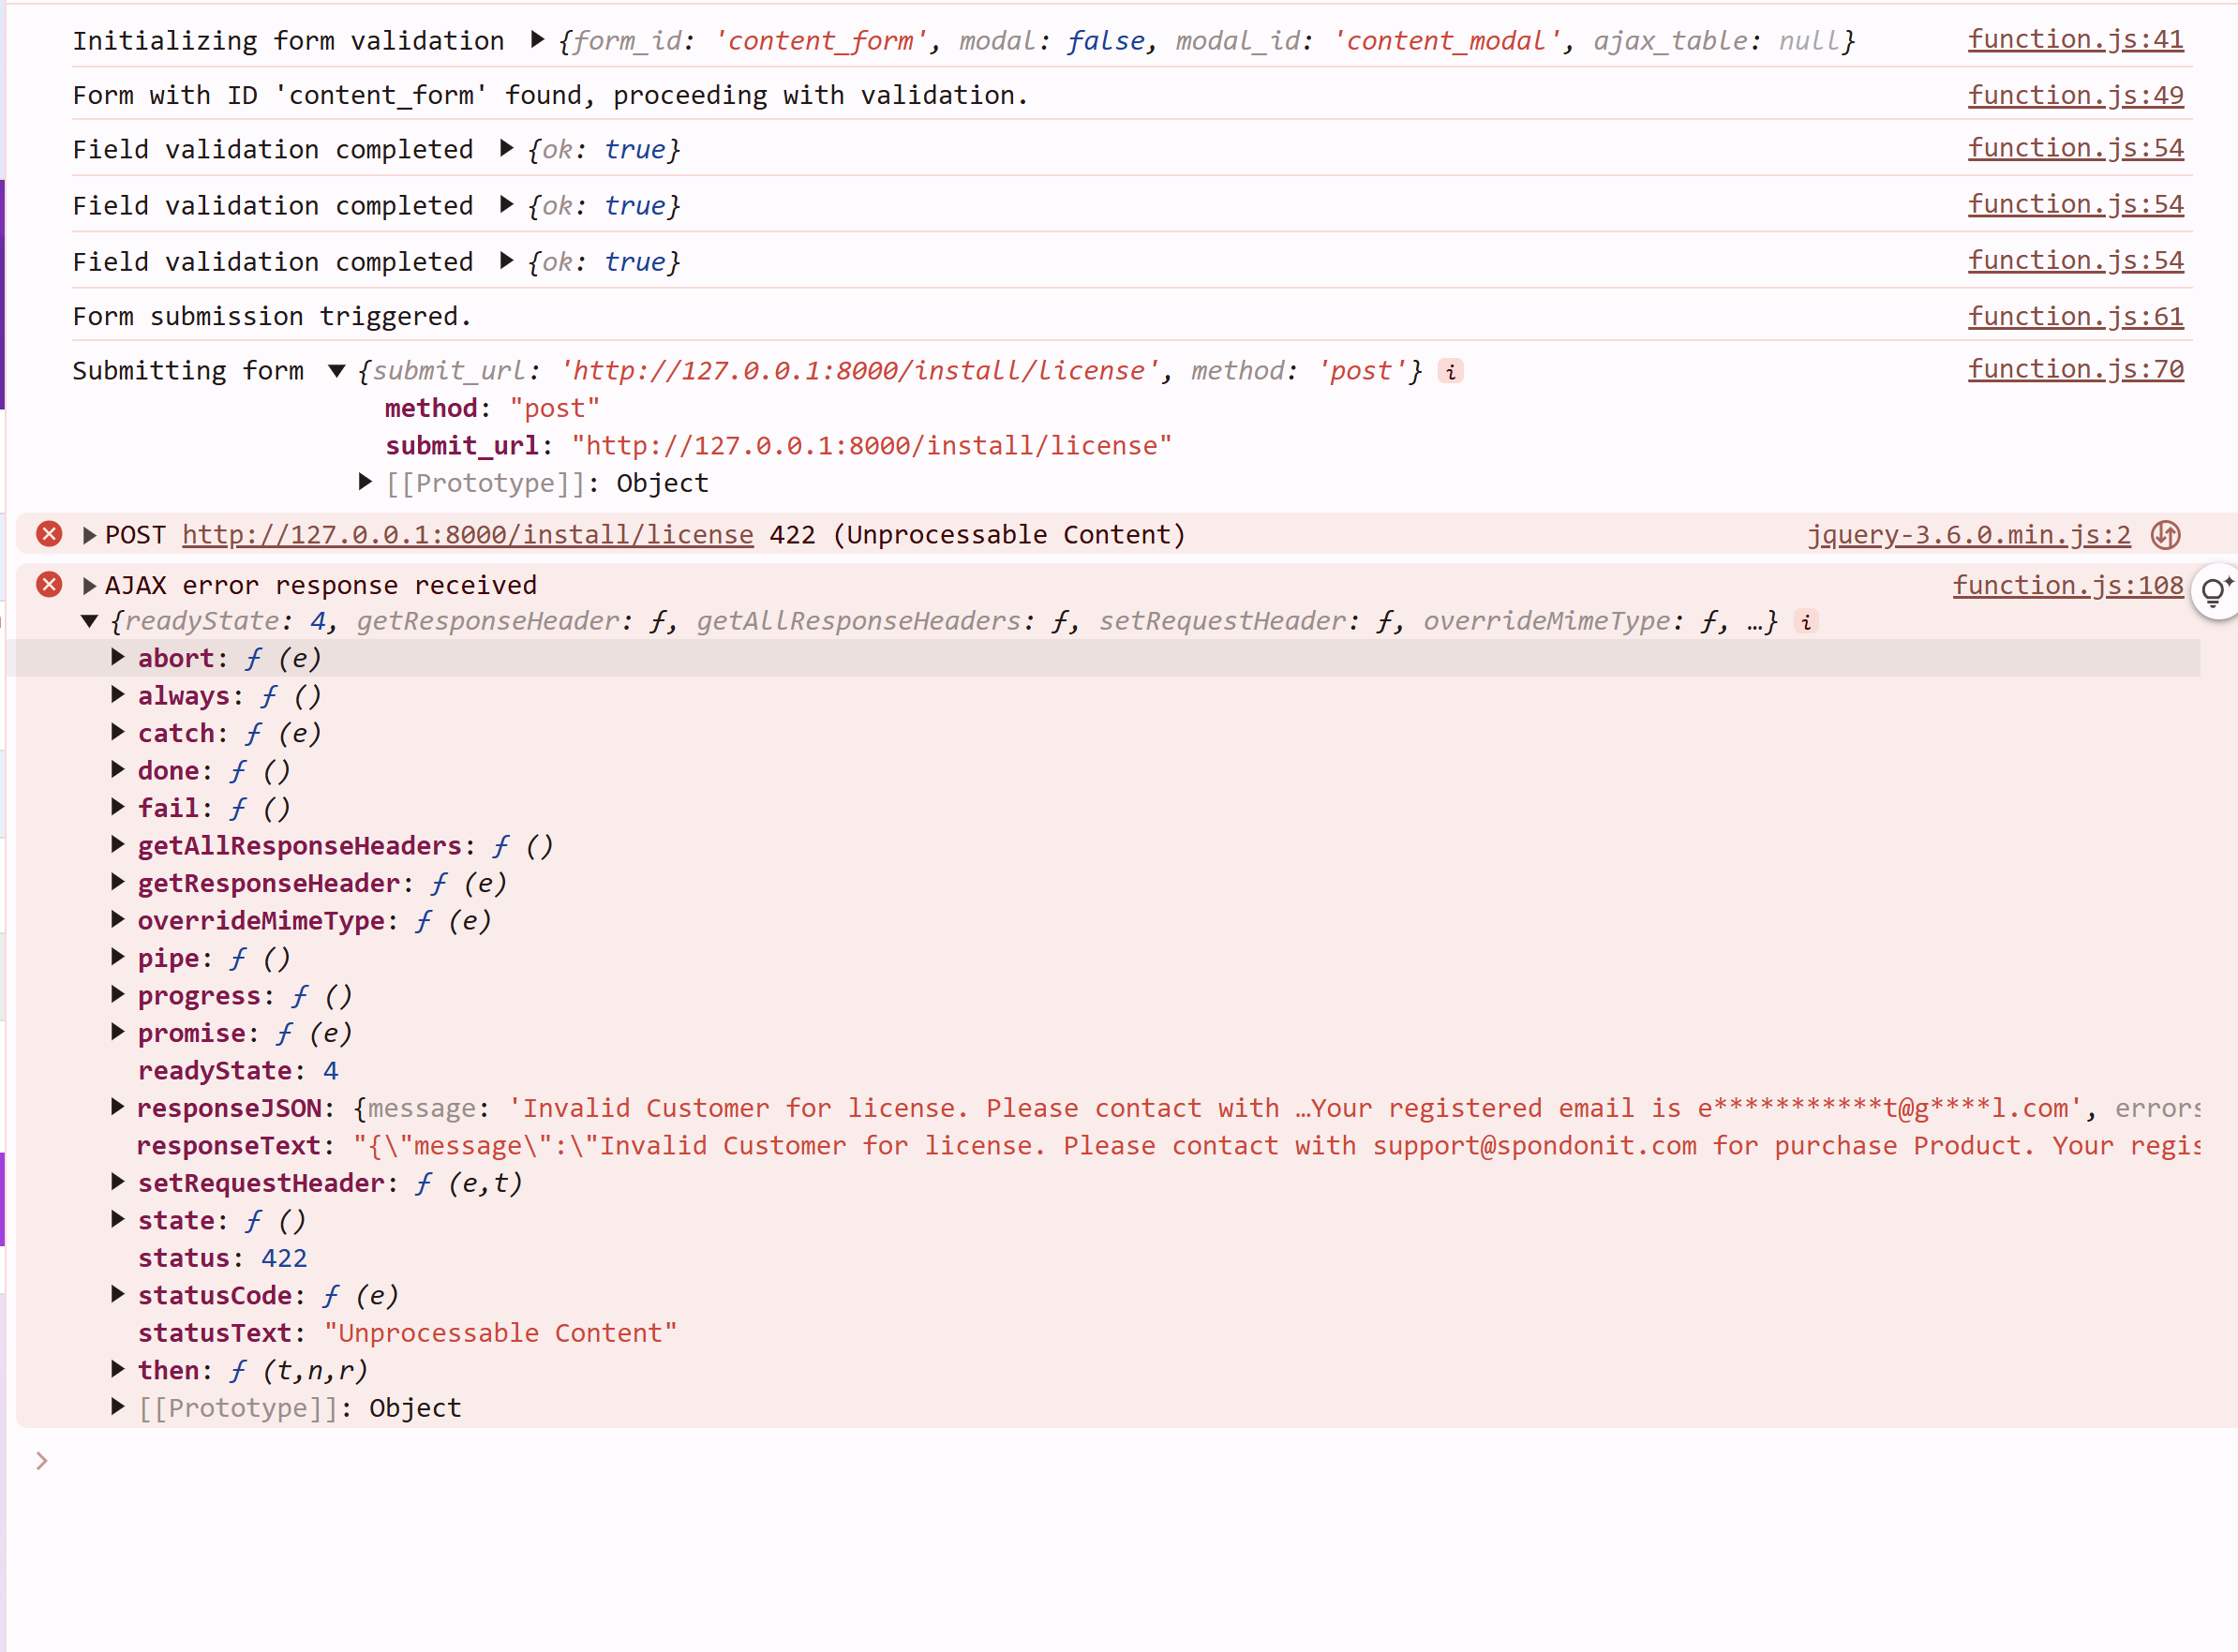 Initializing form validation ▶ {form_id: 'content_form', modal: false, modal_id: 'content_modal', ajax_table: null} function.js:41
Form with ID 'content_form' found, proceeding with validation. function.js:49
Field validation completed ▶ {ok: true} function.js:54
Field validation completed ▶ {ok: true} function.js:54
Field validation completed ▶ {ok: true} function.js:54
Form submission triggered. function.js:61
Submitting form ▼ {submit_url: 'http://127.0.0.1:8000/install/license', method: 'post'} i function.js:70
method: "post"
submit_url: "http://127.0.0.1:8000/install/license"
▶ [[Prototype]]: Object
▶ POST http://127.0.0.1:8000/install/license 422 (Unprocessable Content) jquery-3.6.0.min.js:2
▶ AJAX error response received function.js:108
▼ {readyState: 4, getResponseHeader: ƒ, getAllResponseHeaders: ƒ, setRequestHeader: ƒ, overrideMimeType: ƒ, …} i
▶ abort: ƒ (e)
▶ always: ƒ ()
▶ catch: ƒ (e)
▶ done: ƒ ()
▶ fail: ƒ ()
▶ getAllResponseHeaders: ƒ ()
▶ getResponseHeader: ƒ (e)
▶ overrideMimeType: ƒ (e)
▶ pipe: ƒ ()
▶ progress: ƒ ()
▶ promise: ƒ (e)
readyState: 4
▶ responseJSON: {message: 'Invalid Customer for license. Please contact with …Your registered email is e***********t@g****l.com', errors
responseText: "{\"message\":\"Invalid Customer for license. Please contact with support@spondonit.com for purchase Product. Your regis
▶ setRequestHeader: ƒ (e,t)
▶ state: ƒ ()
status: 422
▶ statusCode: ƒ (e)
statusText: "Unprocessable Content"
▶ then: ƒ (t,n,r)
▶ [[Prototype]]: Object